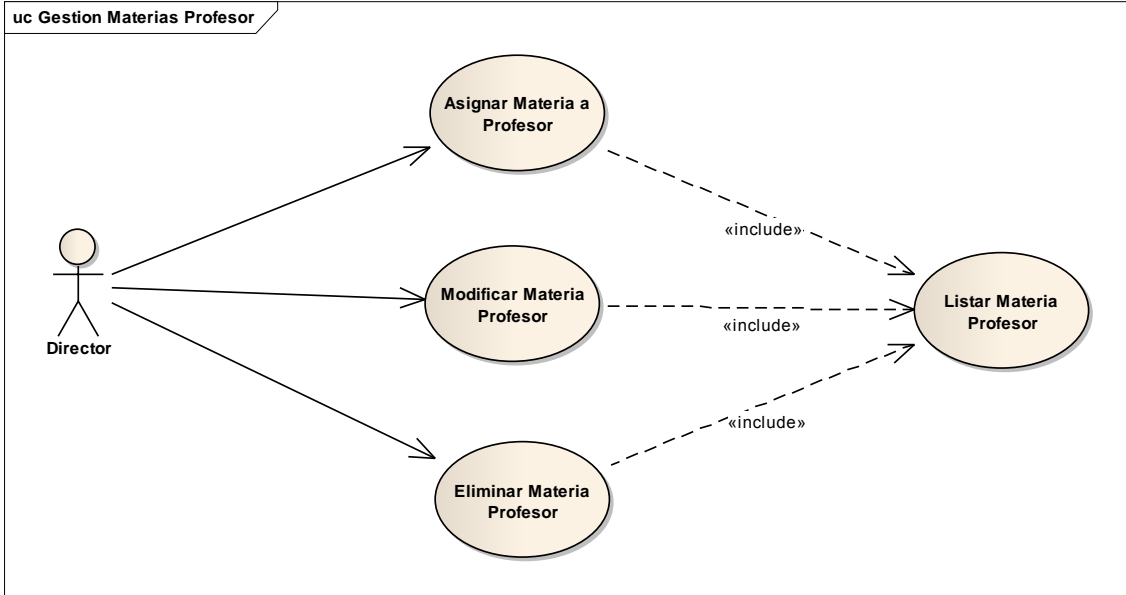 uc Gestion Materias Profesor
Asignar Materia a
Profesor
«include»
Modificar Materia
Profesor
Listar Materia
Profesor
«include»
Director
«include»
Eliminar Materia
Profesor